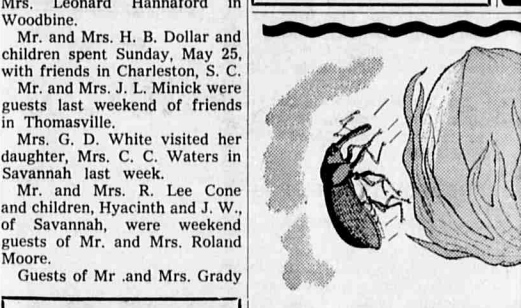 Mrs. Leonard Hannaford in
Woodbine.
Mr. and Mrs. H. B. Dollar and
children spent Sunday, May 25,
with friends in Charleston, S. C.
Mr. and Mrs. J. L. Minick were
guests last weekend of friends
in Thomasville.
Mrs. G. D. White visited her
daughter, Mrs. C. C. Waters in
Savannah last week.
Mr. and Mrs. R. Lee Cone
and children, Hyacinth and J. W.,
of Savannah, were weekend
guests of Mr. and Mrs. Roland
Moore.
Guests of Mr .and Mrs. Grady